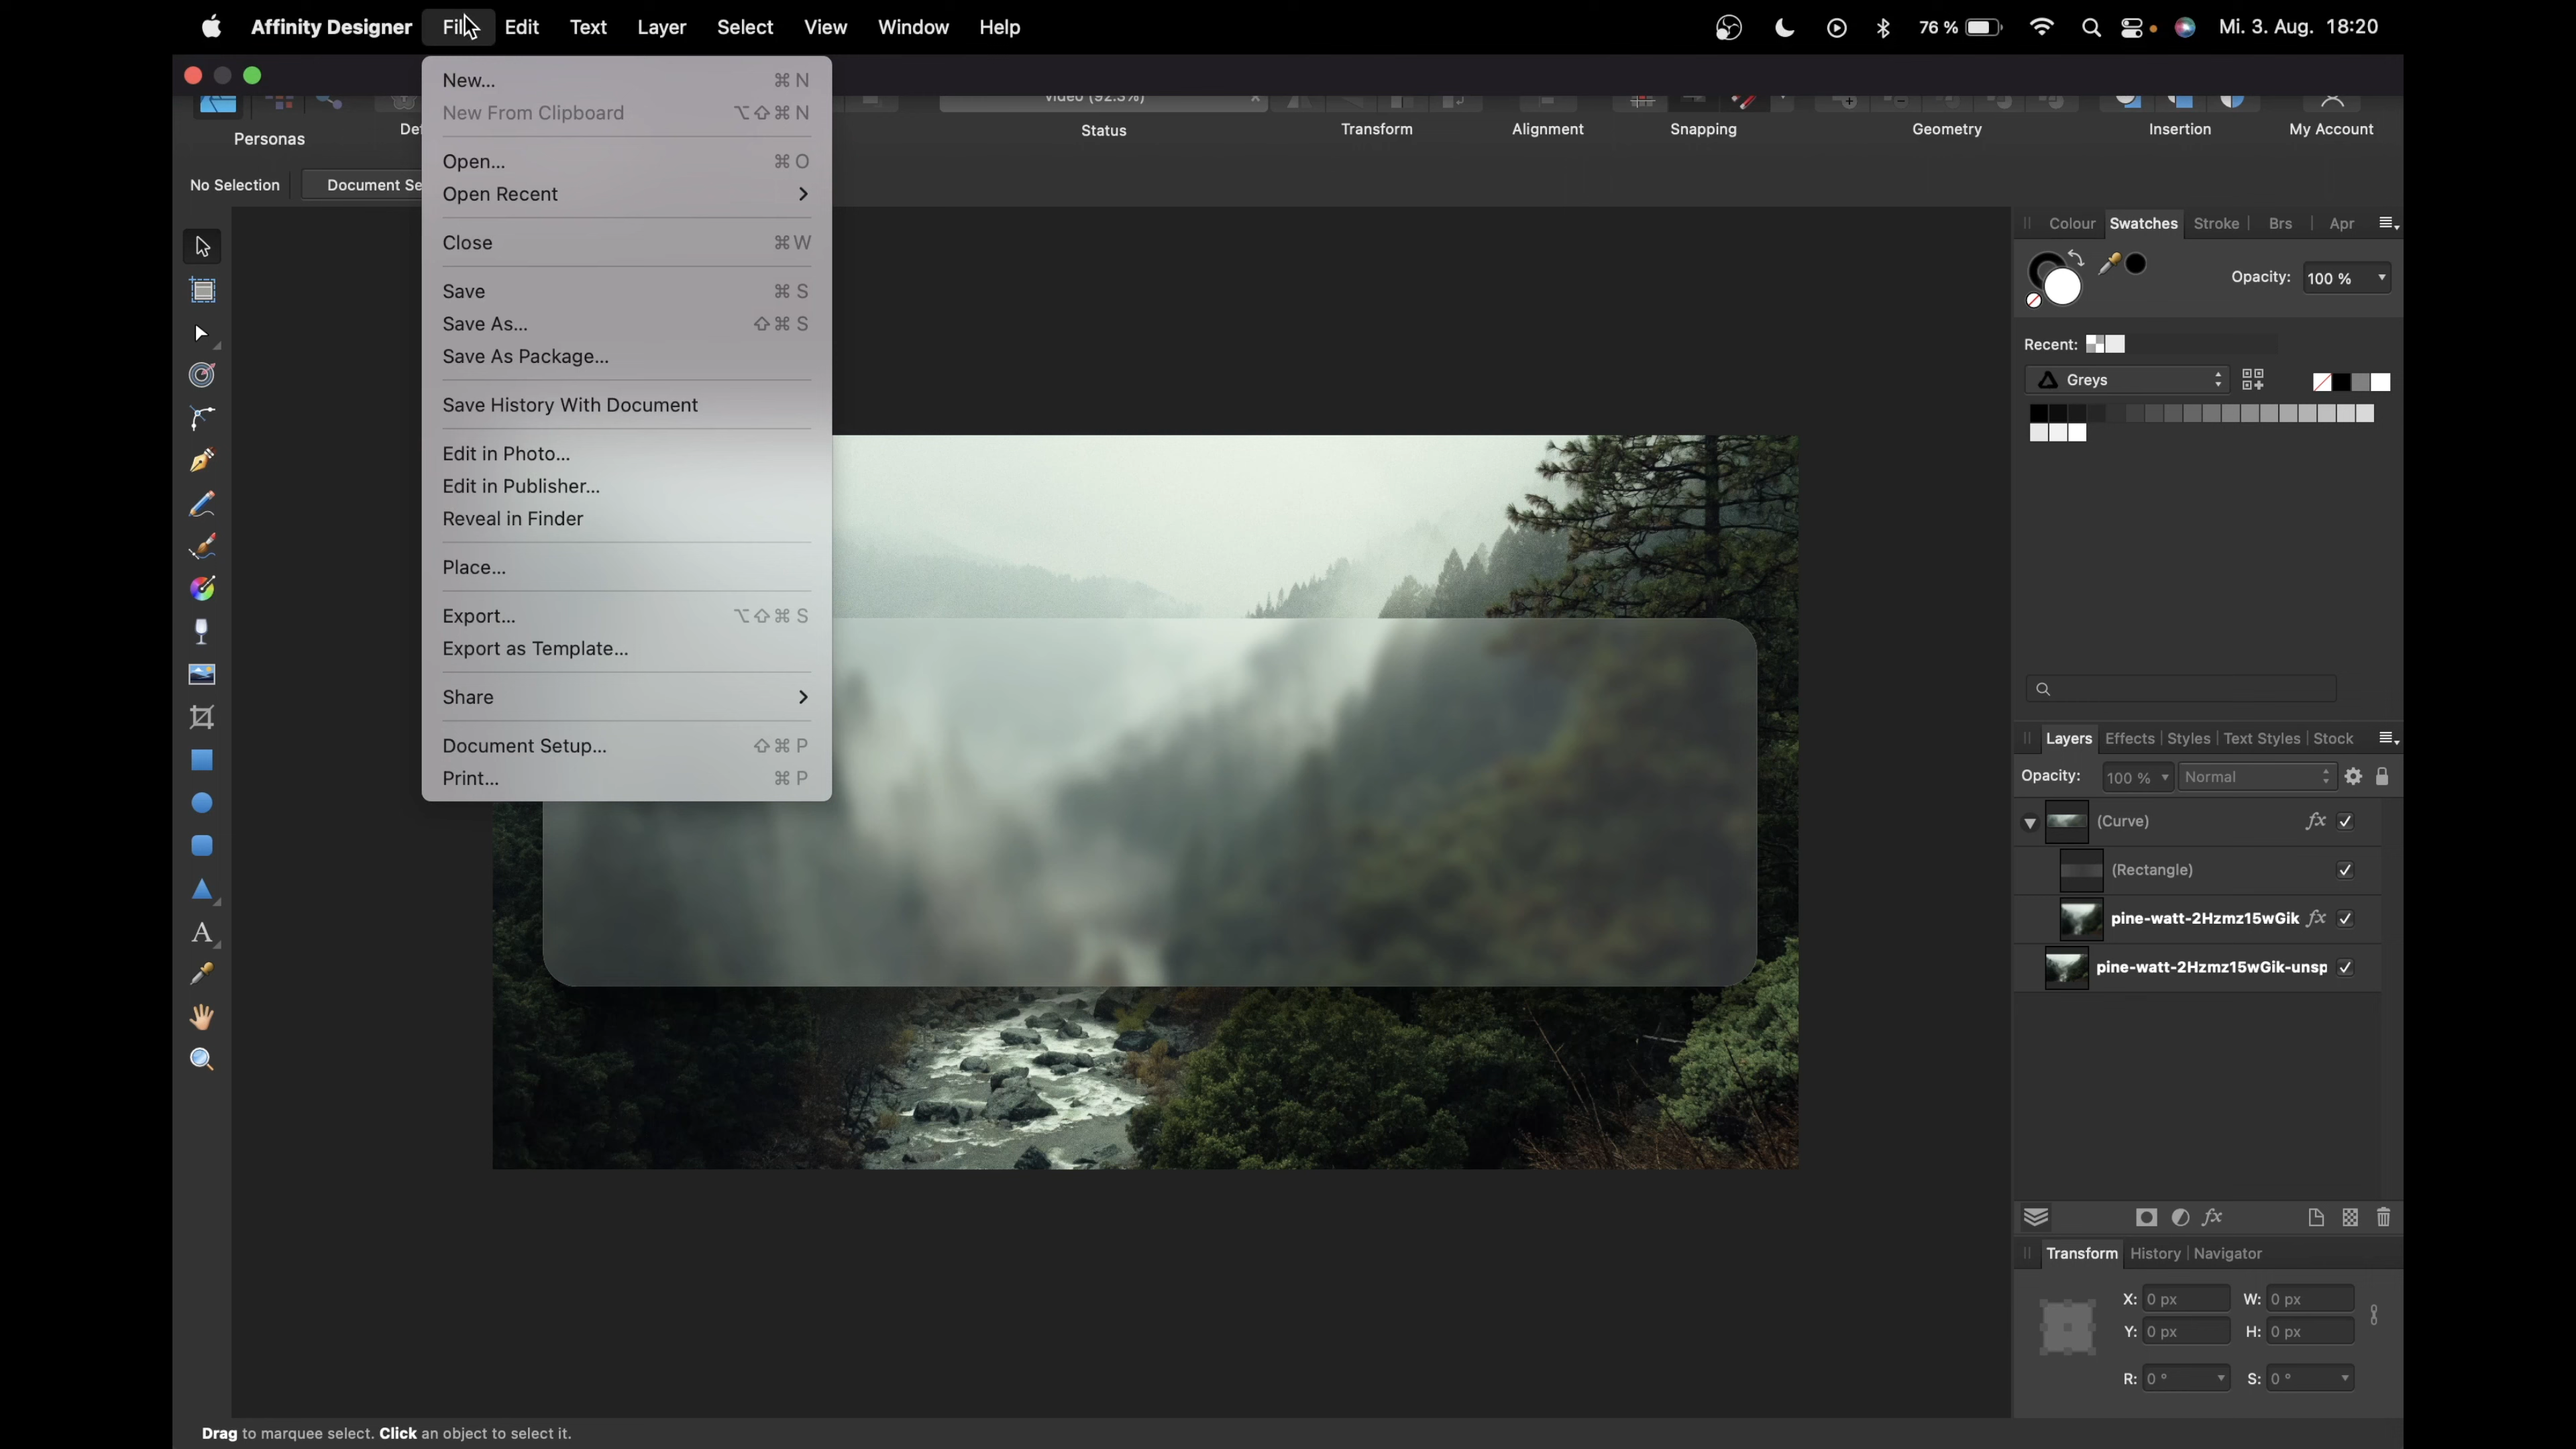 Affinity Designer File Edit Text Layer Select View Window Help 76 % Mi. 3. Aug. 18:20
New... ⌘ N
New From Clipboard ⌥⇧⌘ N
Open... ⌘ O
Open Recent
Close ⌘ W
Save ⌘ S
Save As... ⇧⌘ S
Save As Package...
Save History With Document
Edit in Photo...
Edit in Publisher...
Reveal in Finder
Place...
Export... ⌥⇧⌘ S
Export as Template...
Share
Document Setup... ⇧⌘ P
Print... ⌘ P
Personas Status Transform Alignment Snapping Geometry Insertion My Account
No Selection Document Se
Colour Swatches Stroke Brs Apr
Opacity: 100 %
Recent:
Greys
Layers Effects Styles Text Styles Stock
Opacity: 100 % Normal
(Curve) fx
(Rectangle)
pine-watt-2Hzmz15wGik fx
pine-watt-2Hzmz15wGik-unsp
fx
Transform History Navigator
X: 0 px W: 0 px
Y: 0 px H: 0 px
R: 0 ° S: 0 °
Drag to marquee select. Click an object to select it.